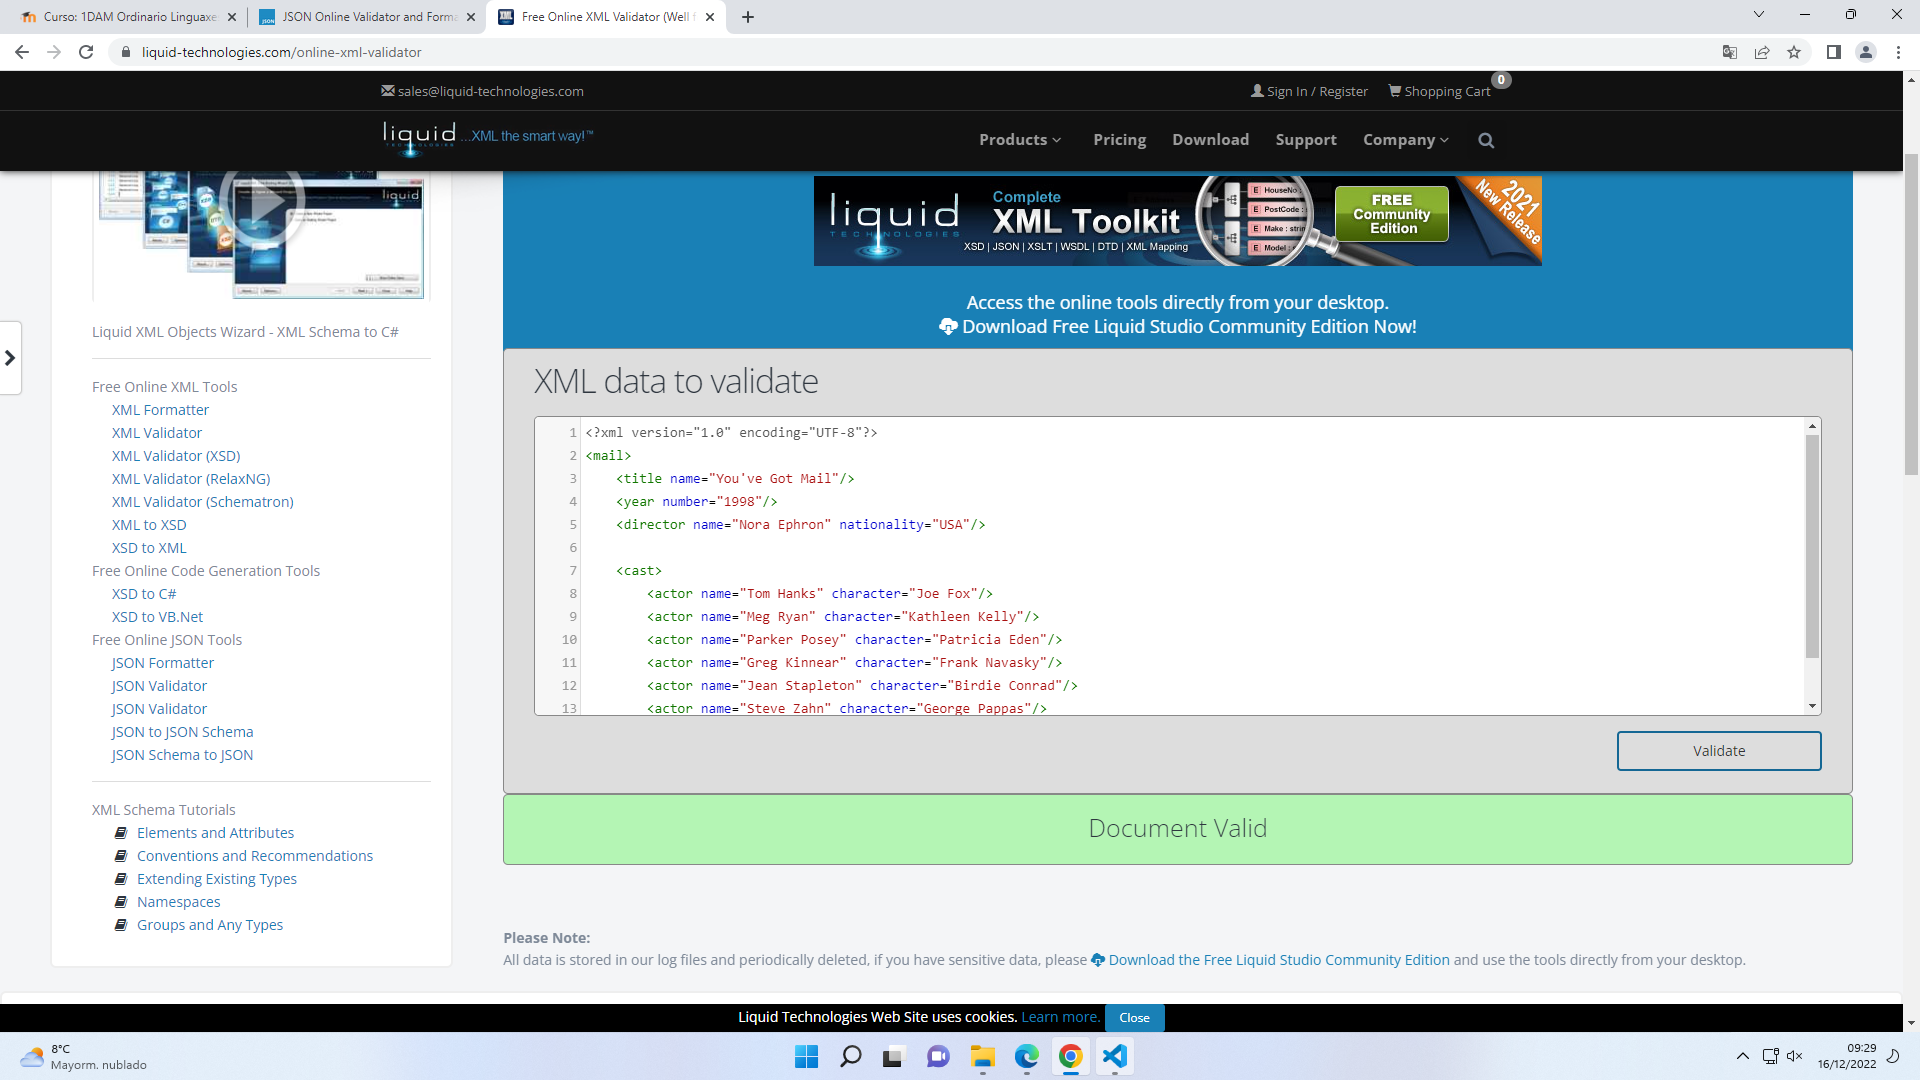 Curso: 1DAM Ordinario Linguaxe
JSON Online Validator and Forma
Free Online XML Validator (Well f
liquid-technologies.com/online-xml-validator
sales@liquid-technologies.com
Sign In / Register
Shopping Cart
0
liquid
TECHNOLOGIES
...XML the smart way!™
Products
Pricing
Download
Support
Company
liquid
TECHNOLOGIES
Complete
XML Toolkit
XSD | JSON | XSLT | WSDL | DTD | XML Mapping
E HouseNo
E PostCode
E Make : strin
E Model :
FREE
Community
Edition
2021
New Release
Access the online tools directly from your desktop.
Download Free Liquid Studio Community Edition Now!
Liquid XML Objects Wizard - XML Schema to C#
Free Online XML Tools
XML Formatter
XML Validator
XML Validator (XSD)
XML Validator (RelaxNG)
XML Validator (Schematron)
XML to XSD
XSD to XML
Free Online Code Generation Tools
XSD to C#
XSD to VB.Net
Free Online JSON Tools
JSON Formatter
JSON Validator
JSON Validator
JSON to JSON Schema
JSON Schema to JSON
XML Schema Tutorials
Elements and Attributes
Conventions and Recommendations
Extending Existing Types
Namespaces
Groups and Any Types
XML data to validate
1 <?xml version="1.0" encoding="UTF-8"?>
2 <mail>
3 <title name="You've Got Mail"/>
4 <year number="1998"/>
5 <director name="Nora Ephron" nationality="USA"/>
6
7 <cast>
8 <actor name="Tom Hanks" character="Joe Fox"/>
9 <actor name="Meg Ryan" character="Kathleen Kelly"/>
10 <actor name="Parker Posey" character="Patricia Eden"/>
11 <actor name="Greg Kinnear" character="Frank Navasky"/>
12 <actor name="Jean Stapleton" character="Birdie Conrad"/>
13 <actor name="Steve Zahn" character="George Pappas"/>
Validate
Document Valid
Please Note:
All data is stored in our log files and periodically deleted, if you have sensitive data, please Download the Free Liquid Studio Community Edition and use the tools directly from your desktop.
Liquid Technologies Web Site uses cookies. Learn more. Close
8°C
Mayorm. nublado
09:29
16/12/2022